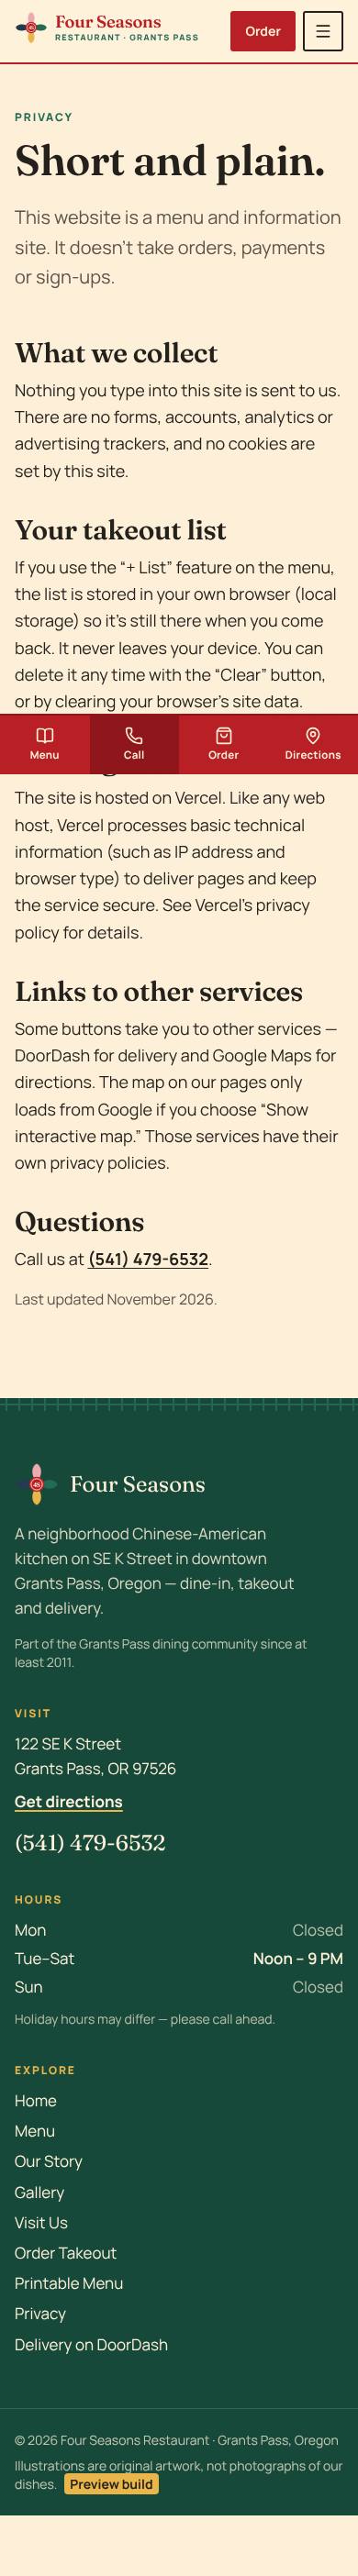 Four Seasons
RESTAURANT · GRANTS PASS
Order
PRIVACY
Short and plain.
This website is a menu and information
site. It doesn’t take orders, payments
or sign-ups.
What we collect
Nothing you type into this site is sent to us.
There are no forms, accounts, analytics or
advertising trackers, and no cookies are
set by this site.
Your takeout list
If you use the “+ List” feature on the menu,
the list is stored in your own browser (local
storage) so it’s still there when you come
back. It never leaves your device. You can
delete it any time with the “Clear” button,
or by clearing your browser’s site data.
Menu
Call
Order
Directions
The site is hosted on Vercel. Like any web
host, Vercel processes basic technical
information (such as IP address and
browser type) to deliver pages and keep
the service secure. See Vercel’s privacy
policy for details.
Links to other services
Some buttons take you to other services —
DoorDash for delivery and Google Maps for
directions. The map on our pages only
loads from Google if you choose “Show
interactive map.” Those services have their
own privacy policies.
Questions
Call us at (541) 479-6532.
Last updated November 2026.
Four Seasons
A neighborhood Chinese-American
kitchen on SE K Street in downtown
Grants Pass, Oregon — dine-in, takeout
and delivery.
Part of the Grants Pass dining community since at
least 2011.
VISIT
122 SE K Street
Grants Pass, OR 97526
Get directions
(541) 479-6532
HOURS
Mon Closed
Tue–Sat Noon – 9 PM
Sun Closed
Holiday hours may differ — please call ahead.
EXPLORE
Home
Menu
Our Story
Gallery
Visit Us
Order Takeout
Printable Menu
Privacy
Delivery on DoorDash
© 2026 Four Seasons Restaurant · Grants Pass, Oregon
Illustrations are original artwork, not photographs of our
dishes. Preview build